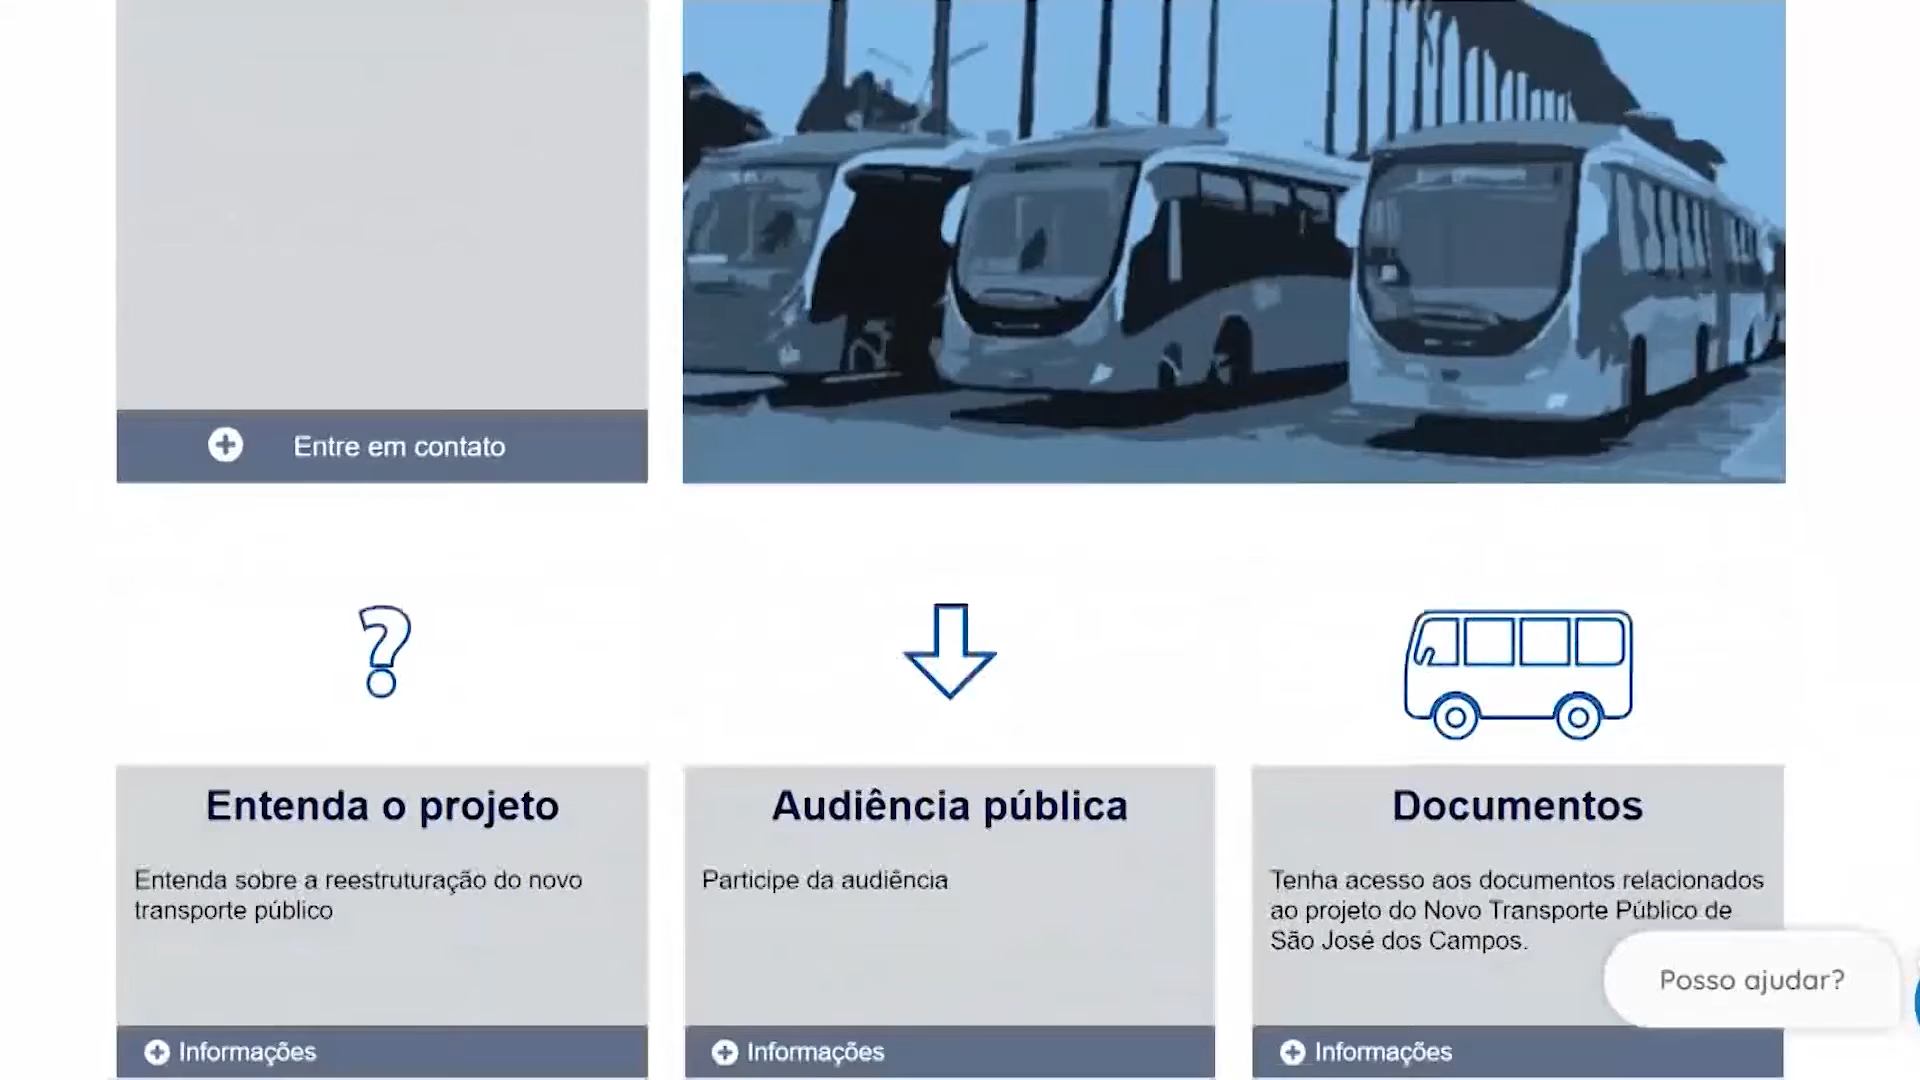 Entre em contato
Entenda o projeto
Entenda sobre a reestruturação do novo
transporte público
Informações
Audiência pública
Participe da audiência
Informações
Documentos
Tenha acesso aos documentos relacionados
ao projeto do Novo Transporte Público de
São José dos Campos.
Informações
Posso ajudar?